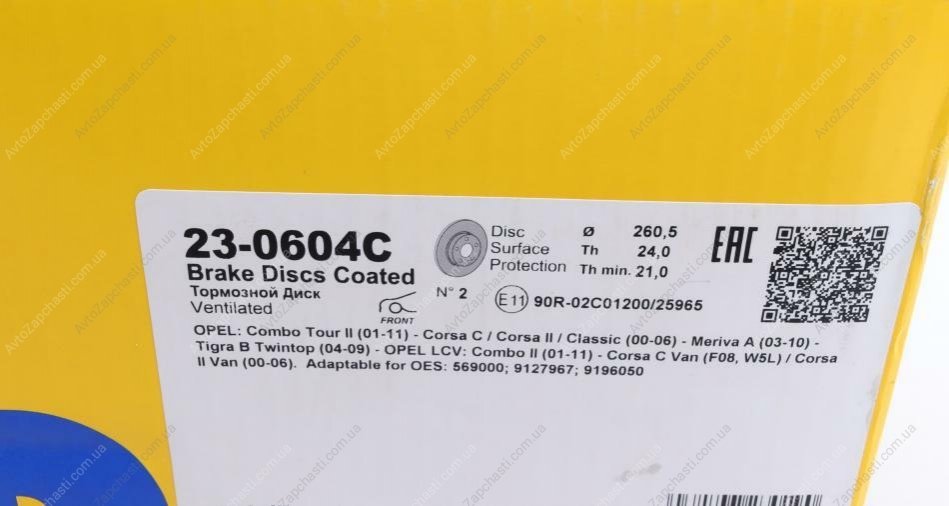 23-0604C
Brake Discs Coated
Тормозной Диск
Ventilated
FRONT
N° 2
Disc
Surface
Protection
Ø 260,5
Th 24,0
Th min. 21,0
E11 90R-02C01200/25965
EAC
OPEL: Combo Tour II (01-11) - Corsa C / Corsa II / Classic (00-06) - Meriva A (03-10) -
Tigra B Twintop (04-09) - OPEL LCV: Combo II (01-11) - Corsa C Van (F08, W5L) / Corsa
II Van (00-06). Adaptable for OES: 569000; 9127967; 9196050
AvtoZapchasti.com.ua